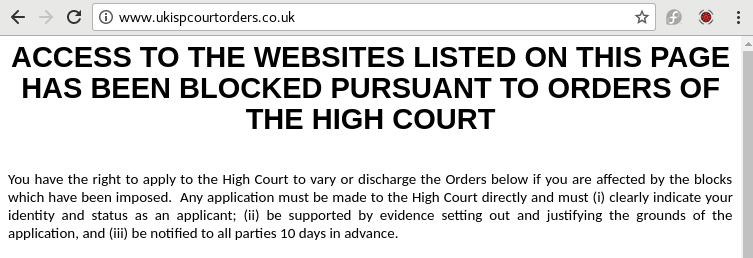 www.ukispcourtorders.co.uk
ACCESS TO THE WEBSITES LISTED ON THIS PAGE
HAS BEEN BLOCKED PURSUANT TO ORDERS OF
THE HIGH COURT
You have the right to apply to the High Court to vary or discharge the Orders below if you are affected by the blocks
which have been imposed.  Any application must be made to the High Court directly and must (i) clearly indicate your
identity and status as an applicant; (ii) be supported by evidence setting out and justifying the grounds of the
application, and (iii) be notified to all parties 10 days in advance.